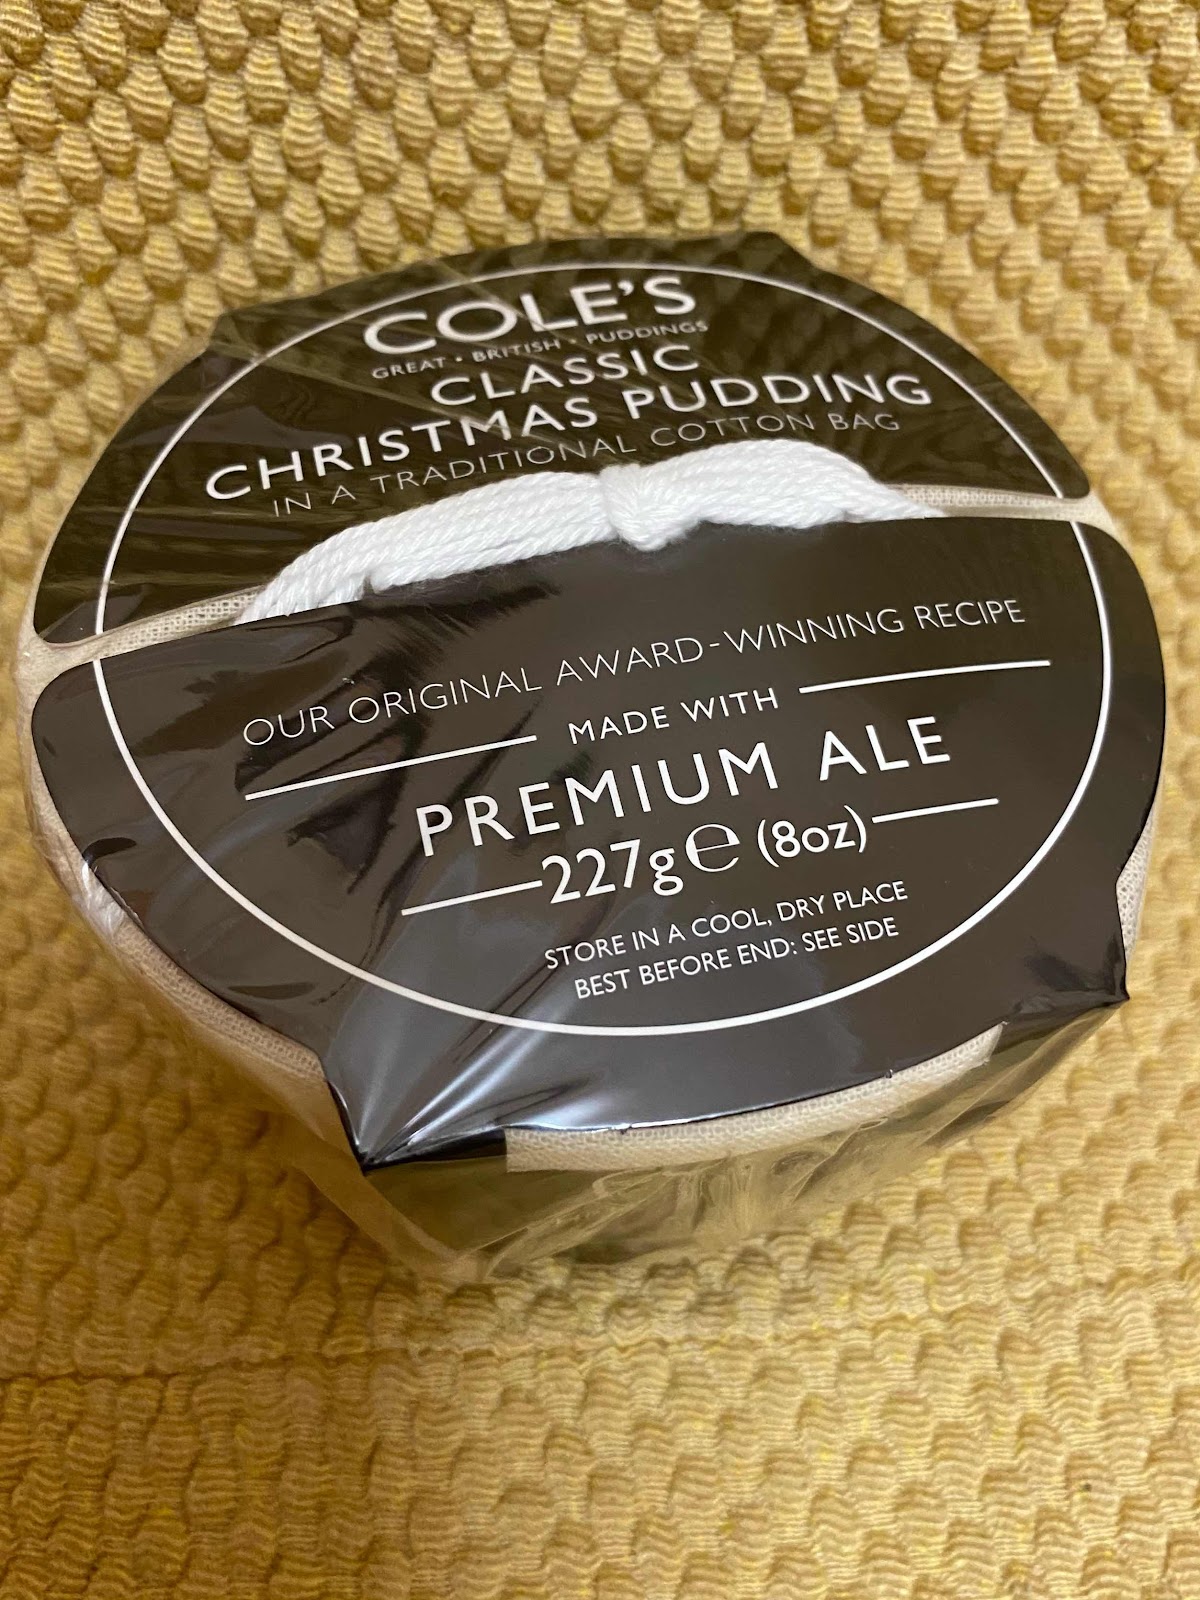 COLE'S
GREAT • BRITISH • PUDDINGS
CLASSIC
CHRISTMAS PUDDING
IN A TRADITIONAL COTTON BAG
OUR ORIGINAL AWARD-WINNING RECIPE
MADE WITH
PREMIUM ALE
227g℮ (8oz)
STORE IN A COOL, DRY PLACE
BEST BEFORE END: SEE SIDE